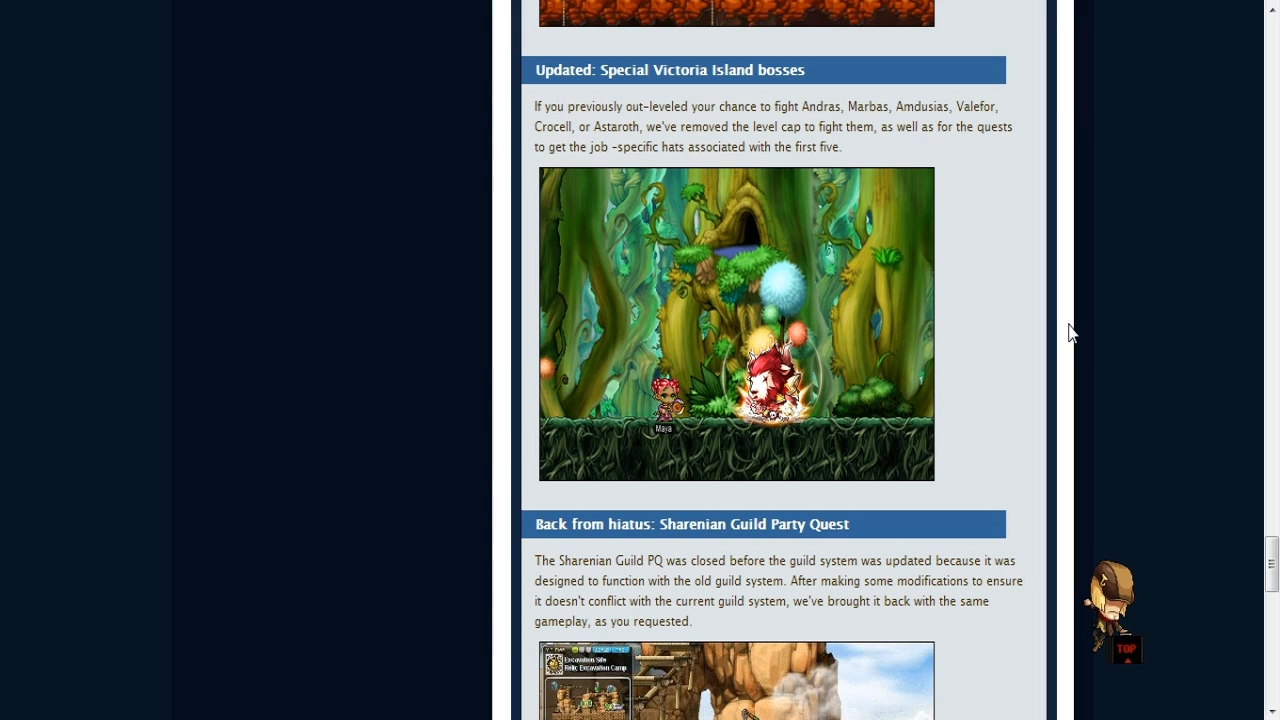 Updated: Special Victoria Island bosses
If you previously out-leveled your chance to fight Andras, Marbas, Amdusias, Valefor,
Crocell, or Astaroth, we've removed the level cap to fight them, as well as for the quests
to get the job -specific hats associated with the first five.
Maya
Back from hiatus: Sharenian Guild Party Quest
The Sharenian Guild PQ was closed before the guild system was updated because it was
designed to function with the old guild system. After making some modifications to ensure
it doesn't conflict with the current guild system, we've brought it back with the same
gameplay, as you requested.
TOP
Excavation Site
Relic Excavation Camp